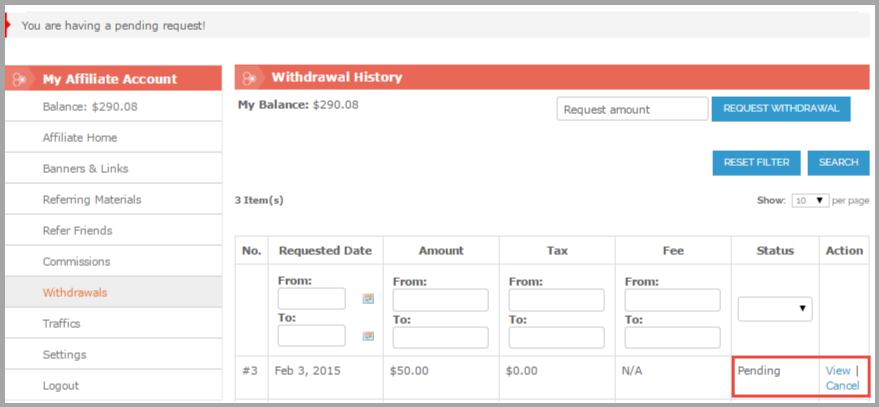 You are having a pending request!
My Affiliate Account
Balance: $290.08
Affiliate Home
Banners & Links
Referring Materials
Refer Friends
Commissions
Withdrawals
Traffics
Settings
Logout
Withdrawal History
My Balance: $290.08
Request amount
REQUEST WITHDRAWAL
RESET FILTER
SEARCH
3 Item(s)
Show: 10 per page
No. Requested Date Amount Tax Fee Status Action
From: From: From: From:
To: To: To: To:
#3 Feb 3, 2015 $50.00 $0.00 N/A Pending View |
Cancel